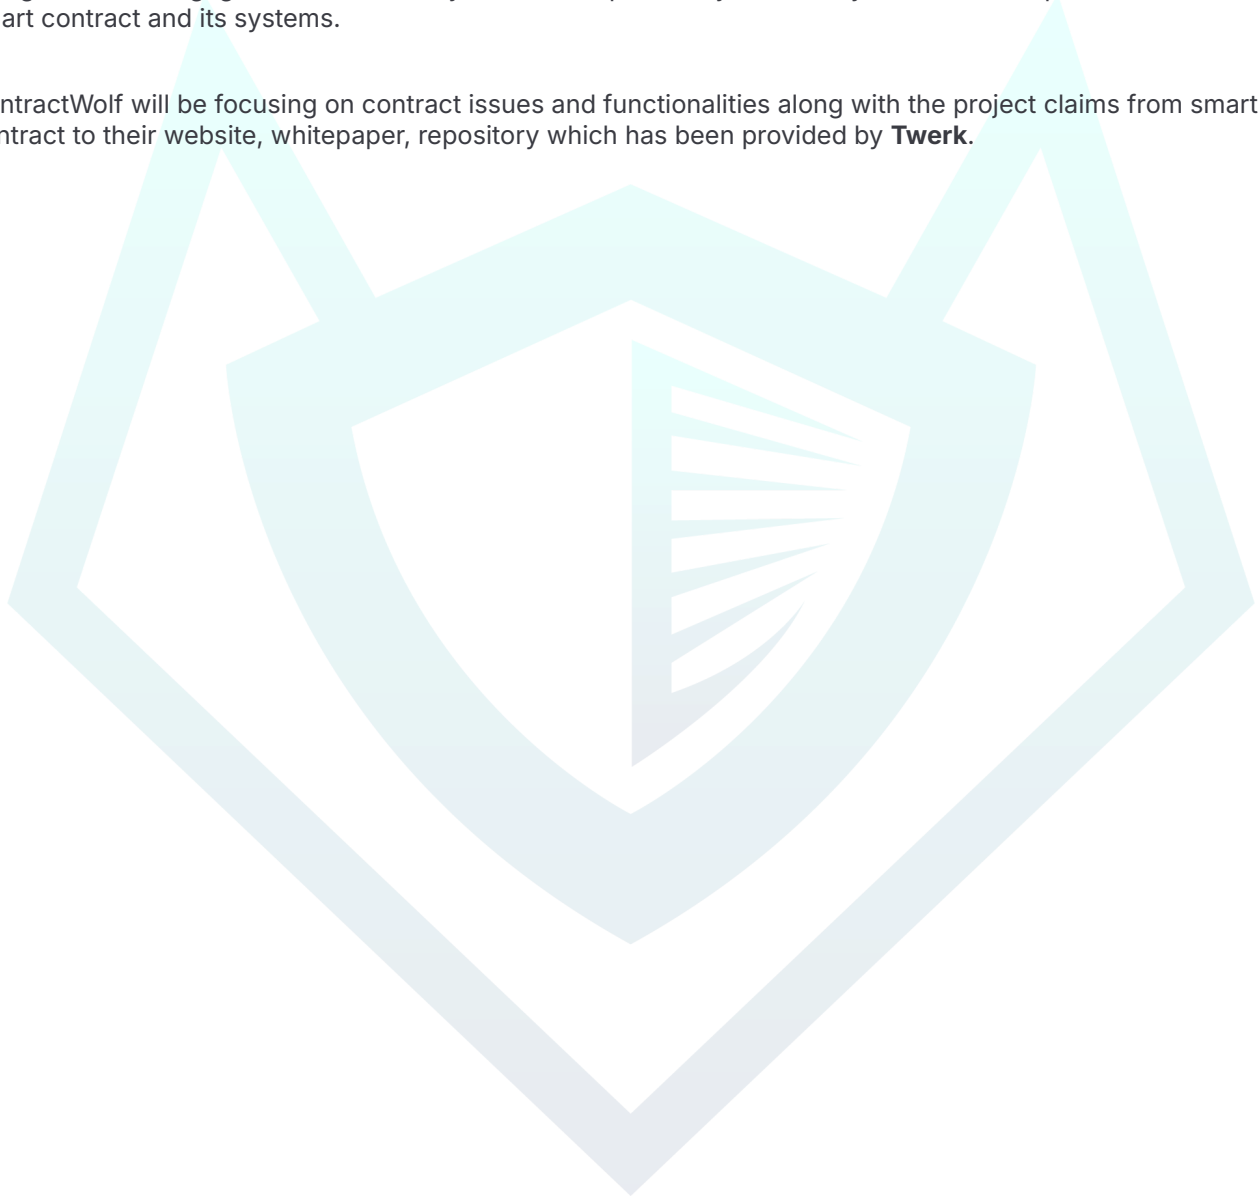 art contract and its systems.
ntractWolf will be focusing on contract issues and functionalities along with the project claims from smart
ntract to their website, whitepaper, repository which has been provided by Twerk.